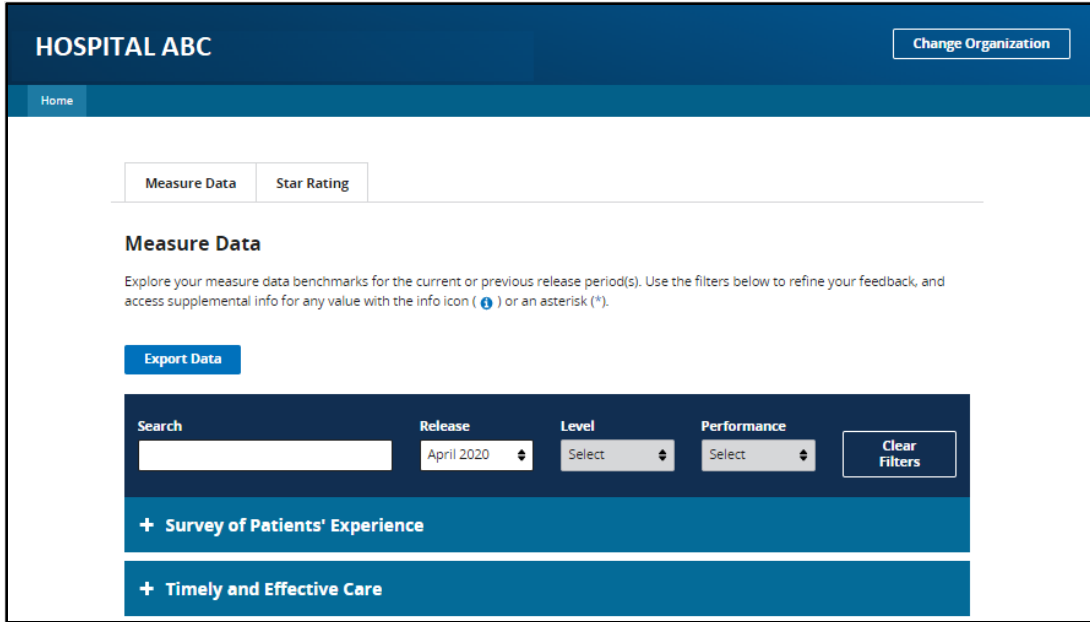 HOSPITAL ABC
Change Organization
Home
Measure Data
Star Rating
Measure Data
Explore your measure data benchmarks for the current or previous release period(s). Use the filters below to refine your feedback, and
access supplemental info for any value with the info icon ( i ) or an asterisk (*).
Export Data
Search
Release
Level
Performance
April 2020
Select
Select
Clear
Filters
+ Survey of Patients' Experience
+ Timely and Effective Care